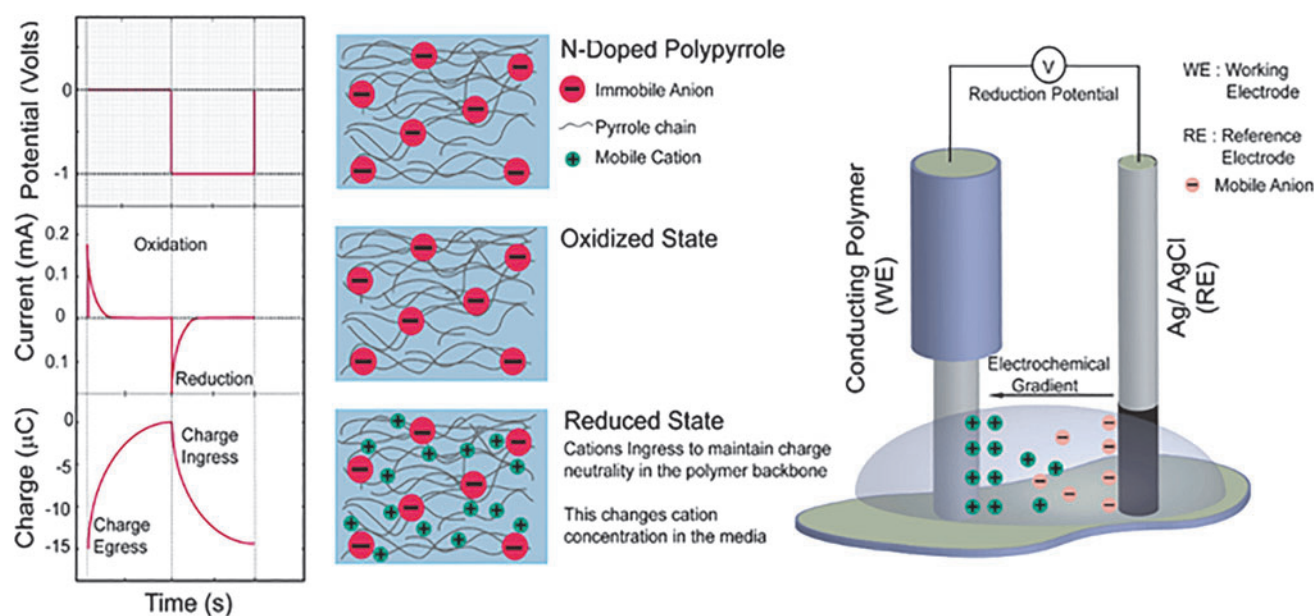 Potential (Volts)
0
-1
Current (mA)
0.2
0.1
0
0.1
Oxidation
Reduction
Charge (μC)
0
-5
-10
-15
Charge
Ingress
Charge
Egress
Time (s)
N-Doped Polypyrrole
Immobile Anion
Pyrrole chain
Mobile Cation
Oxidized State
Reduced State
Cations Ingress to maintain charge
neutrality in the polymer backbone
This changes cation
concentration in the media
V
Reduction Potential
WE : Working
Electrode
RE : Reference
Electrode
Mobile Anion
Conducting Polymer
(WE)
Ag/ AgCl
(RE)
Electrochemical
Gradient